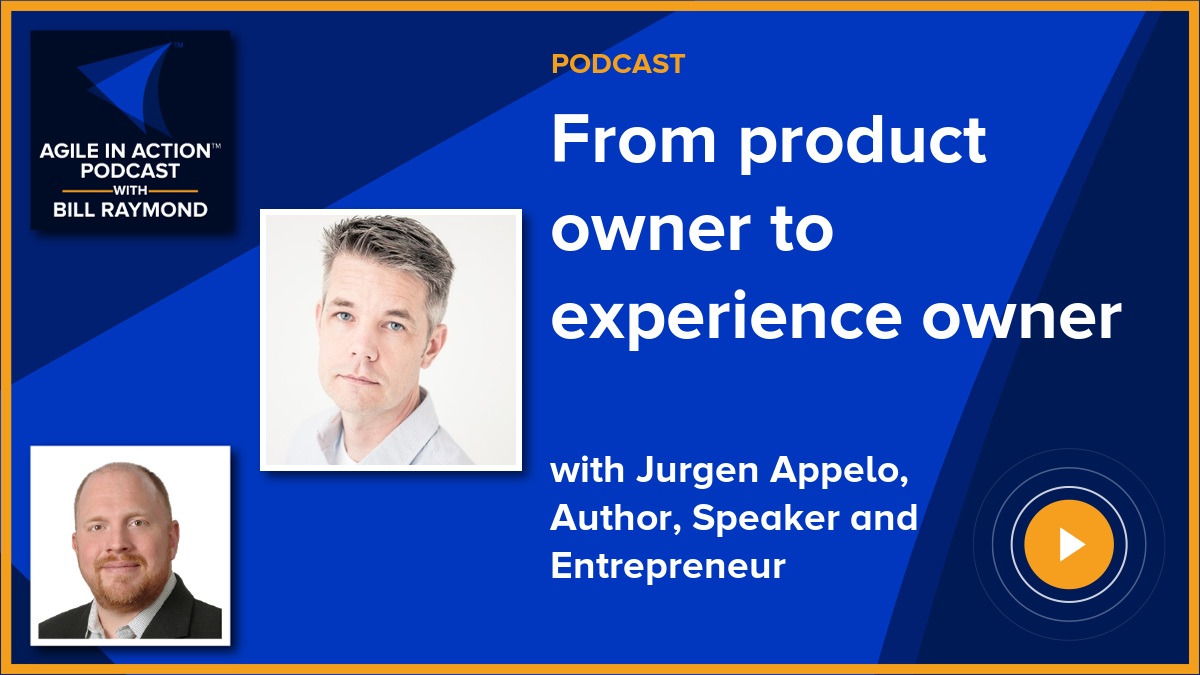 TM
AGILE IN ACTION™
PODCAST
WITH
BILL RAYMOND
PODCAST
From product
owner to
experience owner
with Jurgen Appelo,
Author, Speaker and
Entrepreneur